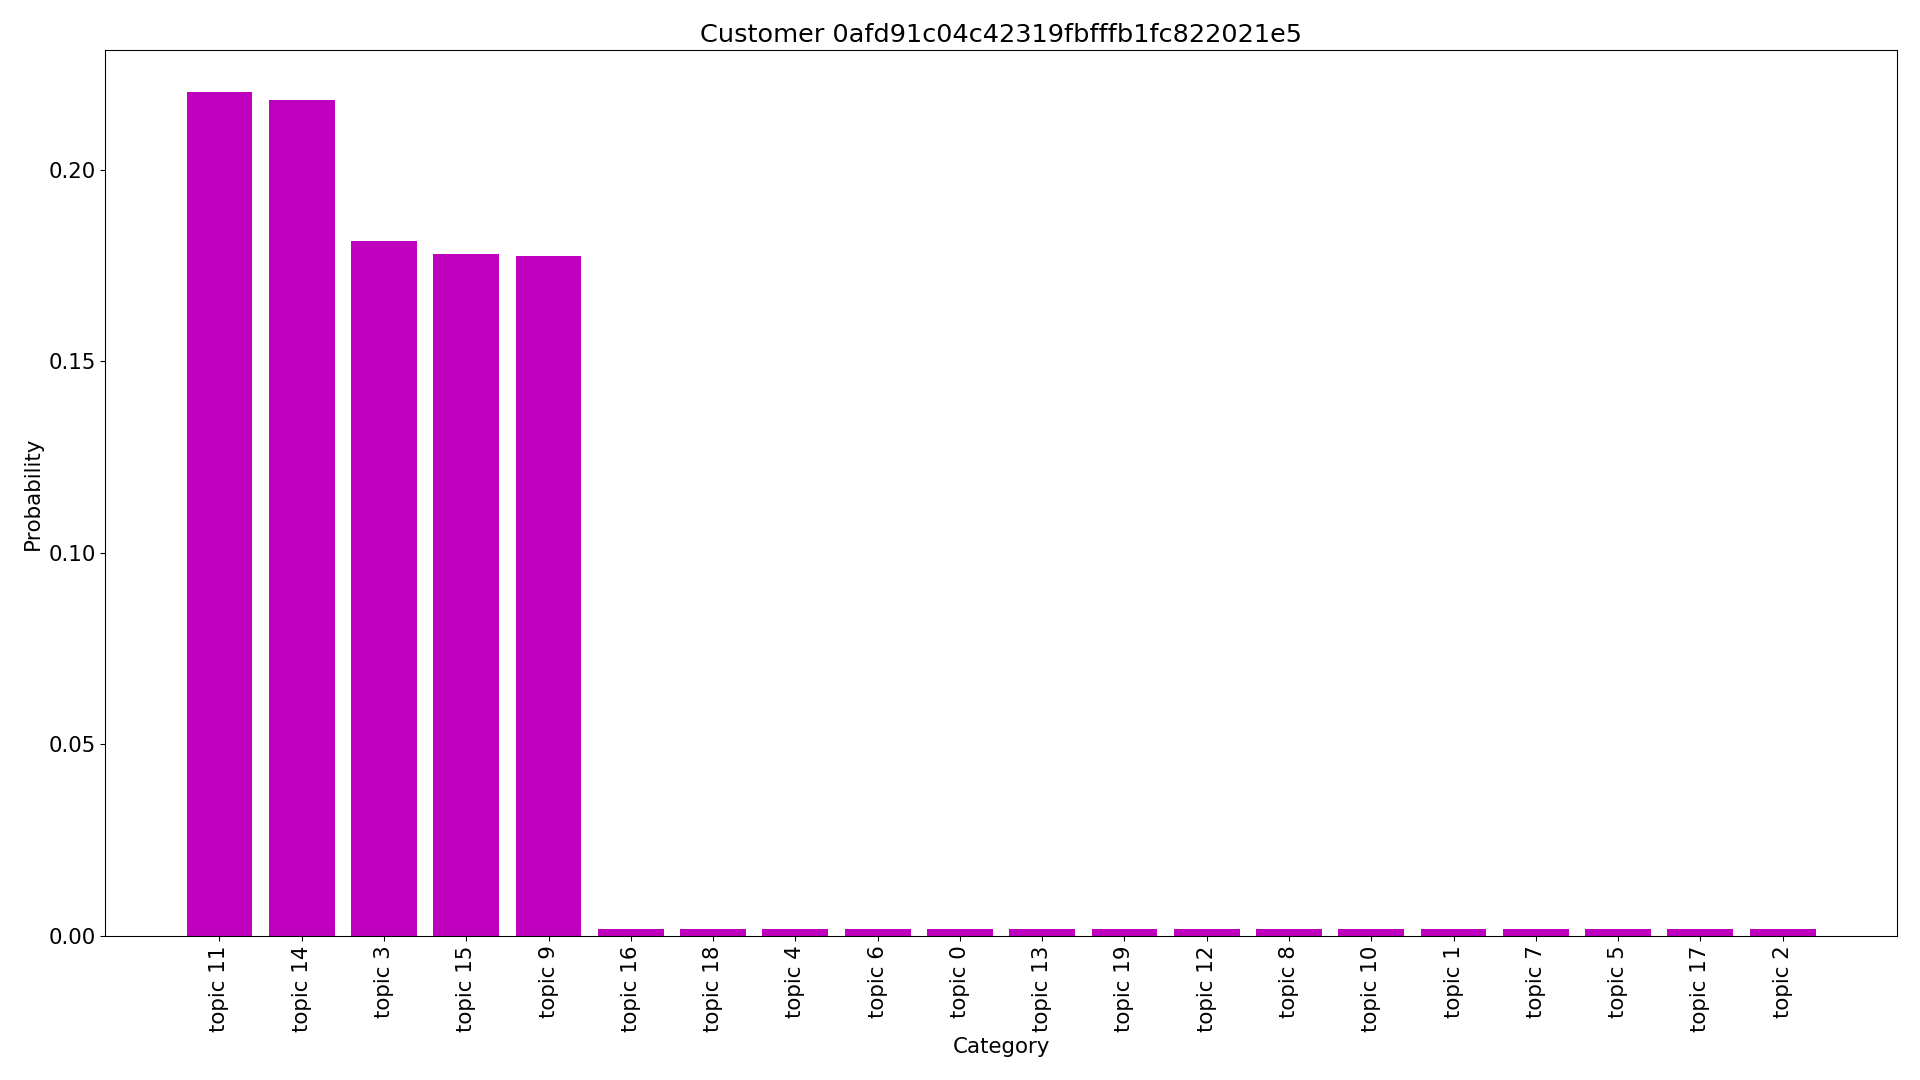 Customer 0afd91c04c42319fbfffb1fc822021e5
Probability
0.20
0.15
0.10
0.05
0.00
topic 11
topic 14
topic 3
topic 15
topic 9
topic 16
topic 18
topic 4
topic 6
topic 0
topic 13
topic 19
topic 12
topic 8
topic 10
topic 1
topic 7
topic 5
topic 17
topic 2
Category